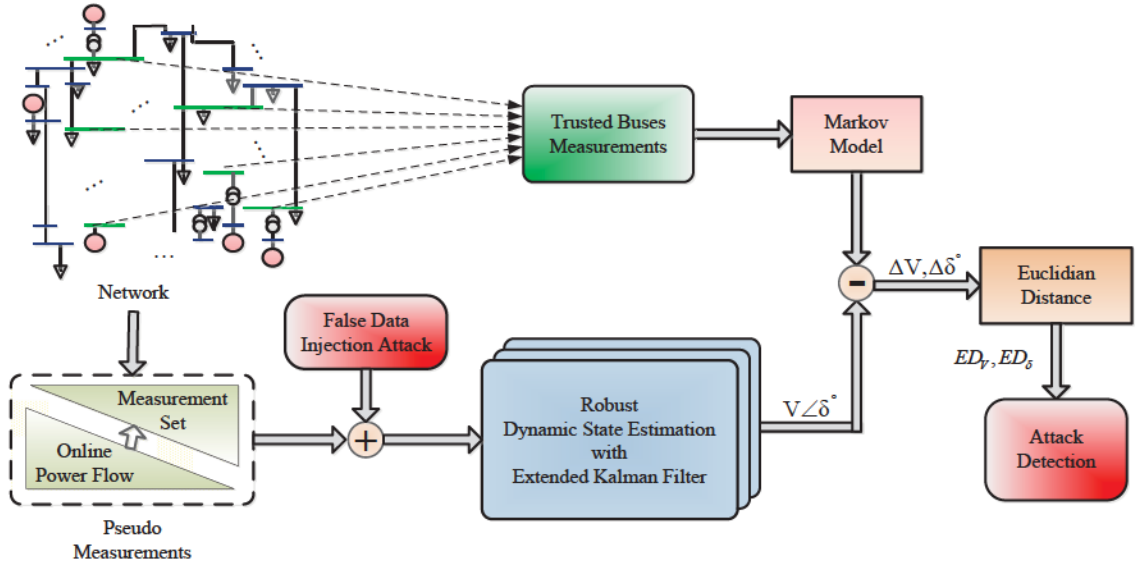 Trusted Buses
Measurements
Markov
Model
Network
False Data
Injection Attack
-
ΔV, Δδ°
Euclidian
Distance
Measurement
Set
Online
Power Flow
+
Robust
Dynamic State Estimation
with
Extended Kalman Filter
V∠δ°
ED_V, ED_δ
Attack
Detection
Pseudo
Measurements